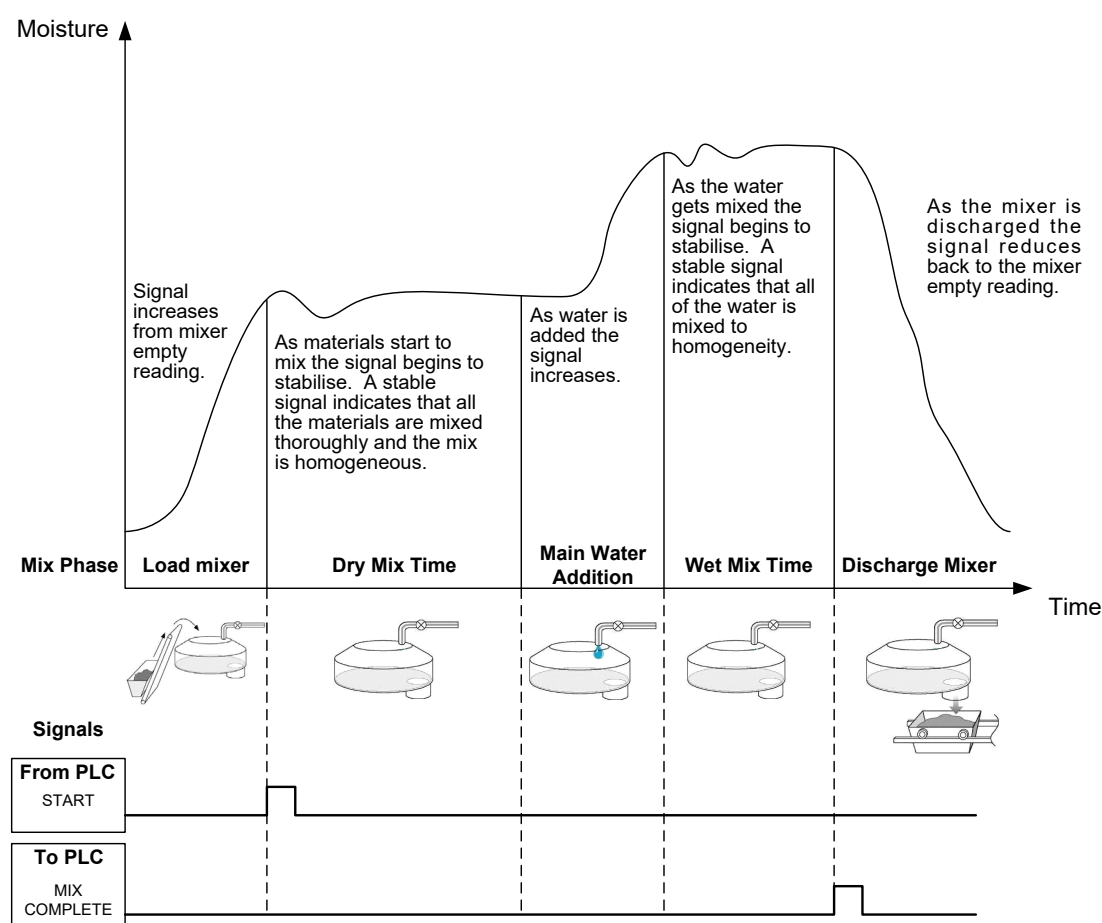 Moisture
Signal
increases
from mixer
empty
reading.
As materials start to
mix the signal begins to
stabilise.  A stable
signal indicates that all
the materials are mixed
thoroughly and the mix
is homogeneous.
As water is
added the
signal
increases.
As the water
gets mixed the
signal begins to
stabilise.  A
stable signal
indicates that all
of the water is
mixed to
homogeneity.
As the mixer is
discharged the
signal reduces
back to the mixer
empty reading.
Mix Phase
Load mixer
Dry Mix Time
Main Water
Addition
Wet Mix Time
Discharge Mixer
Time
Signals
From PLC
START
To PLC
MIX
COMPLETE